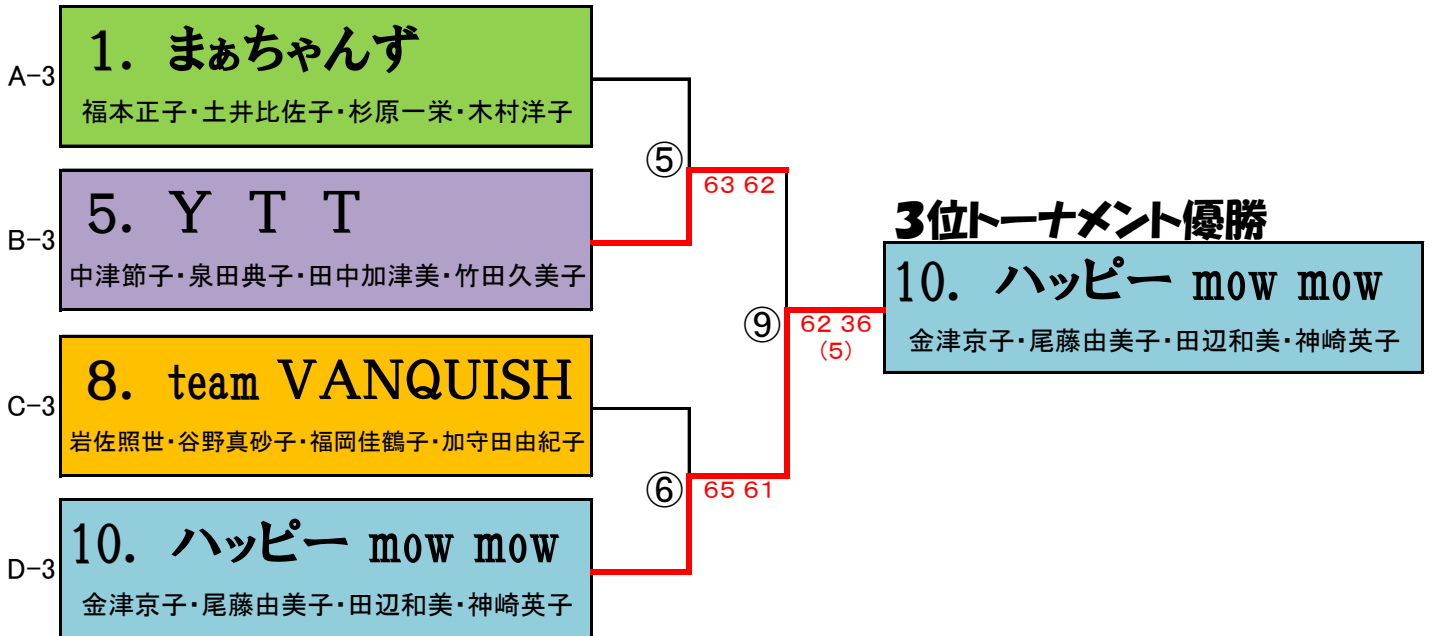 A-3
1. まぁちゃんず
福本正子・土井比佐子・杉原一栄・木村洋子
⑤
63 62
B-3
5. Y T T
中津節子・泉田典子・田中加津美・竹田久美子
3位トーナメント優勝
10. ハッピー mow mow
金津京子・尾藤由美子・田辺和美・神崎英子
⑨
62 36
(5)
C-3
8. team VANQUISH
岩佐照世・谷野真砂子・福岡佳鶴子・加守田由紀子
⑥
65 61
D-3
10. ハッピー mow mow
金津京子・尾藤由美子・田辺和美・神崎英子